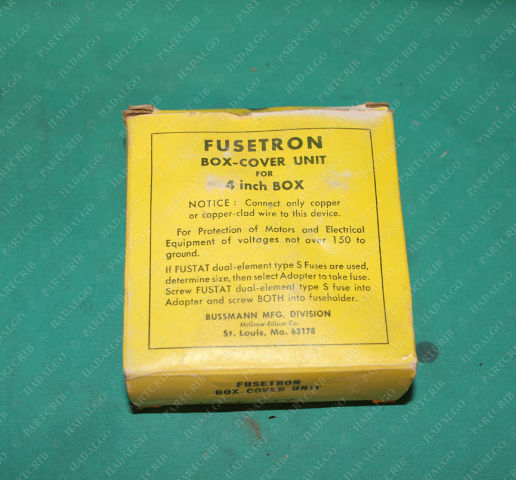 FUSETRON
BOX-COVER UNIT
FOR
4 inch BOX
NOTICE: Connect only copper
or copper-clad wire to this device.
For Protection of Motors and Electrical
Equipment of voltages not over 150 to
ground.
If FUSTAT dual-element type S Fuses are used,
determine size, then select Adapter to take fuse.
Screw FUSTAT dual-element type S fuse into
Adapter and screw BOTH into fuseholder.
BUSSMANN MFG. DIVISION
McGraw-Edison Co.
St. Louis, Mo. 63178
FUSETRON
BOX-COVER UNIT
© PARTCRIB
© HADALGO